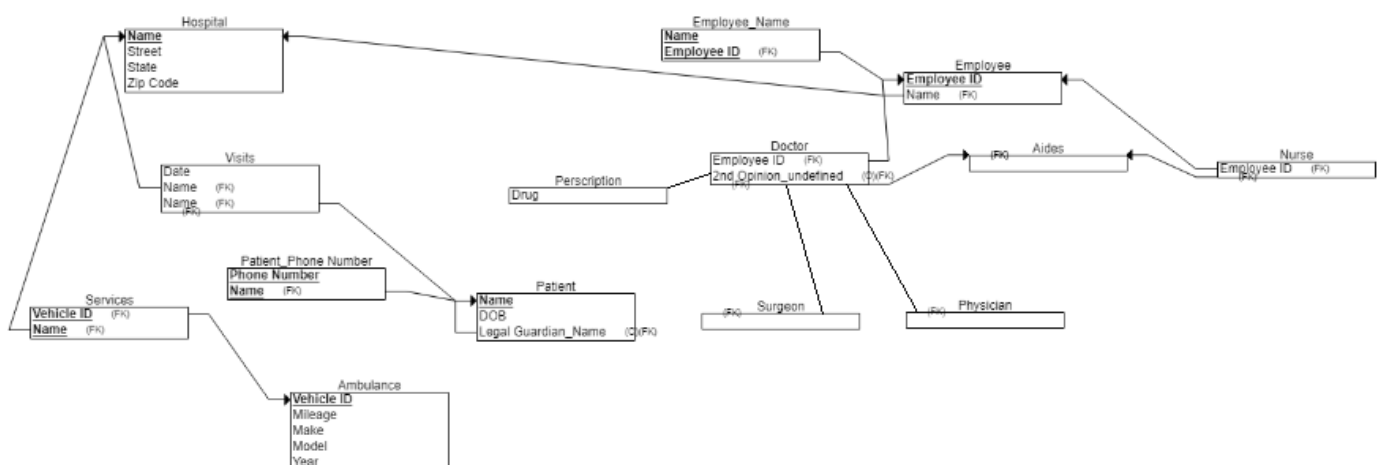 Hospital
Name
Street
State
Zip Code
Employee_Name
Name
Employee ID (FK)
Employee
Employee ID
Name (FK)
Visits
Date
Name (FK)
Name (FK)
(FK)
Doctor
Employee ID (FK)
2nd Opinion_undefined (O)(FK)
(FK)
Aides
(FK)
Nurse
Employee ID (FK)
(FK)
Perscription
Drug
Patient_Phone Number
Phone Number
Name (FK)
Patient
Name
DOB
Legal Guardian_Name (O)(FK)
Services
Vehicle ID (FK)
Name (FK)
Surgeon
(FK)
Physician
(FK)
Ambulance
Vehicle ID
Mileage
Make
Model
Year